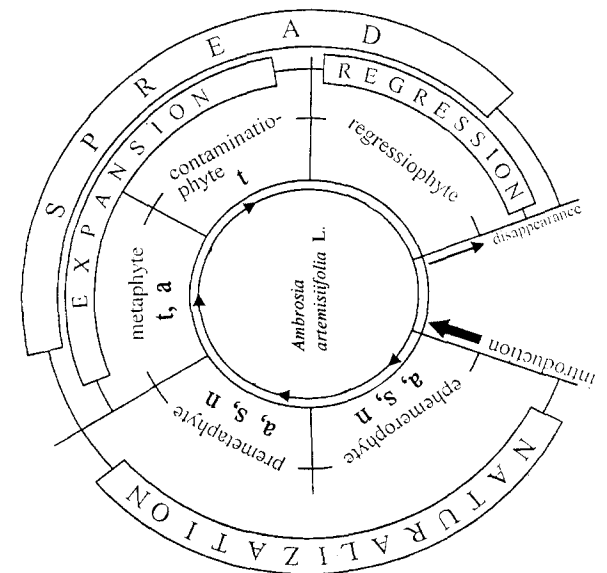 SPREAD
EXPANSION
REGRESSION
contaminatio-
phyte t
regressiophyte
metaphyte
t, a
disappearance
introduction
Ambrosia
artemisiifolia L.
premetaphyte
a, s, n
ephemerophyte
a, s, n
NATURALIZATION